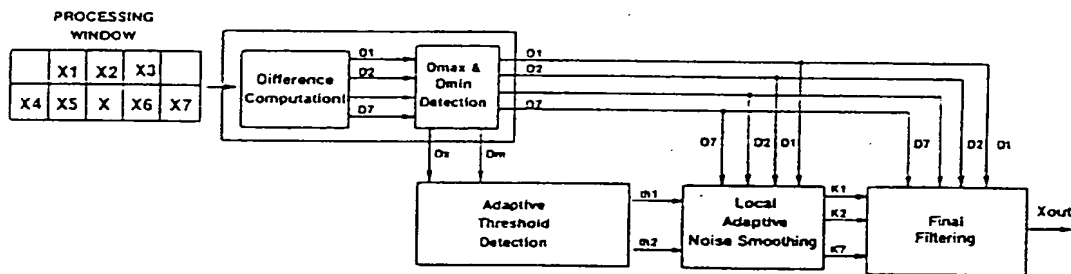 PROCESSING
WINDOW
X1 X2 X3
X4 X5 X X6 X7
Difference
Computation
D1
D2
D7
Dmax &
Dmin
Detection
D1
D2
D7
Dm
D7
D2
D1
D7
D2
D1
Adaptive
Threshold
Detection
th1
th2
Local
Adaptive
Noise Smoothing
K1
K2
K7
Final
Filtering
Xout